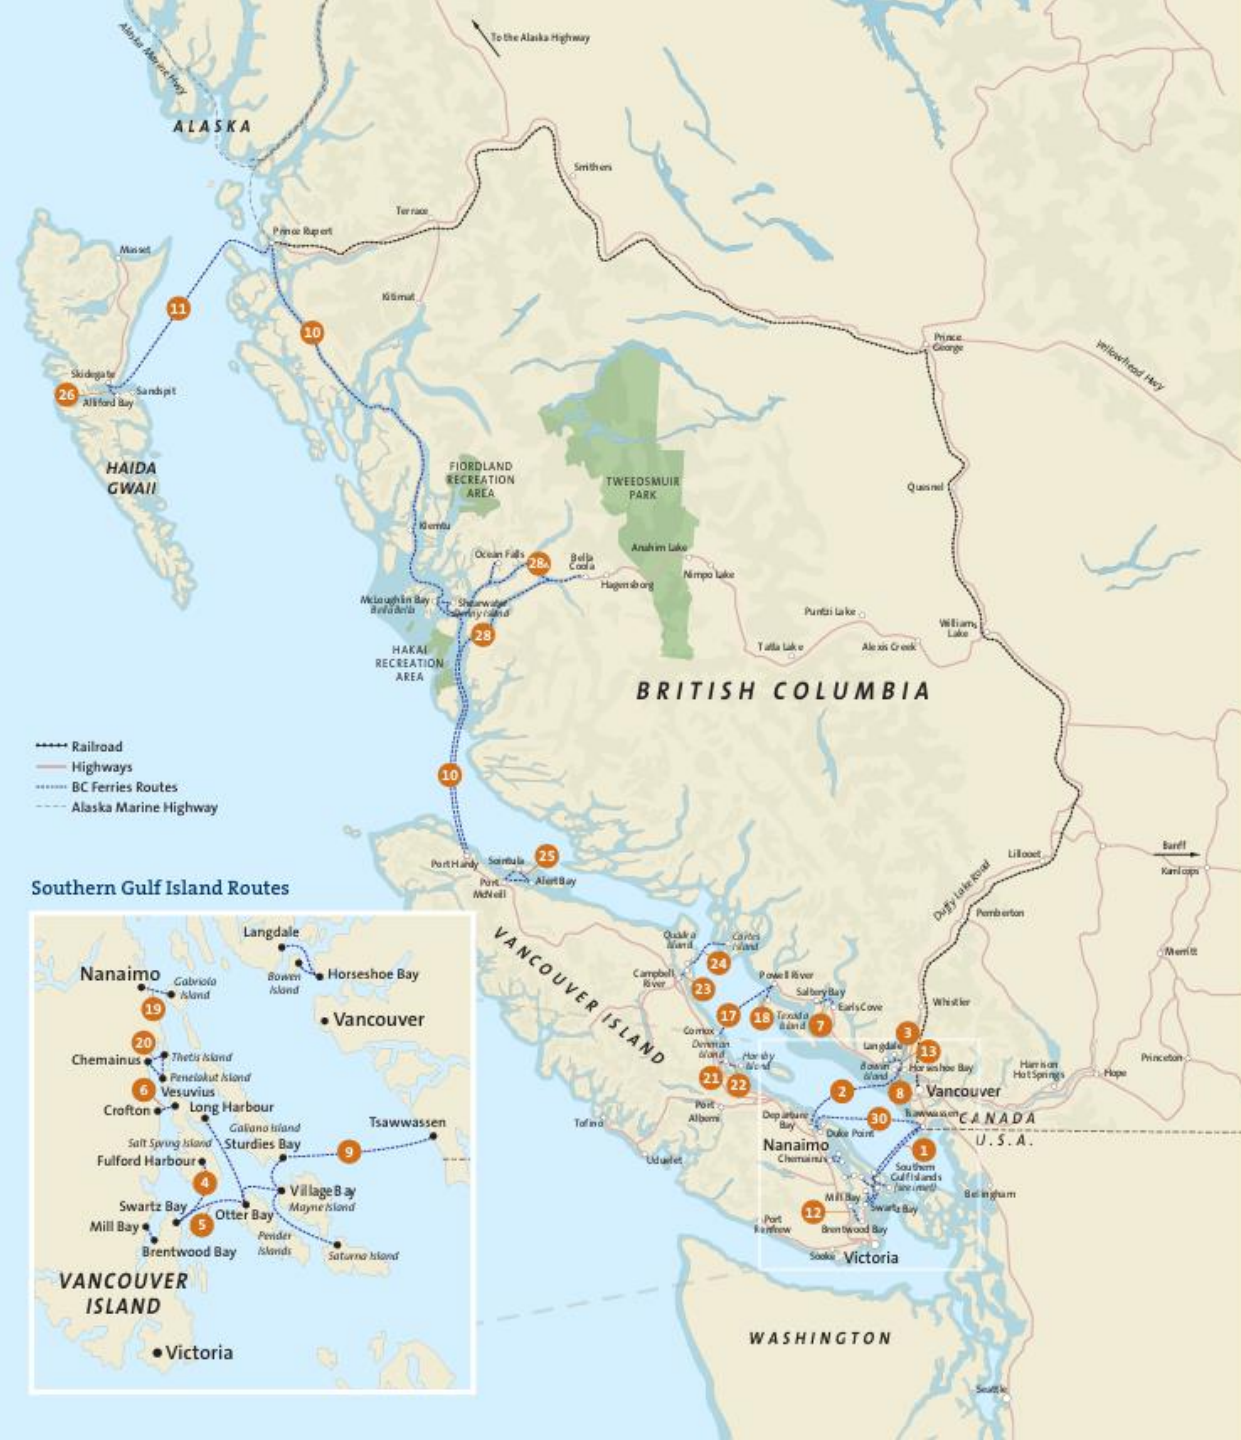 To the Alaska Highway
Alaska Marine Hwy
ALASKA
Smithers
Terrace
Prince Rupert
Masset
Kitimat
11
10
Prince
George
Yellowhead Hwy
Skidegate
26
Alliford Bay
Sandspit
HAIDA
GWAII
FIORDLAND
RECREATION
AREA
TWEEDSMUIR
PARK
Quesnel
Klemtu
Ocean Falls
28A
Bella
Coola
Anahim Lake
Hagensborg
Nimpo Lake
McLoughlin Bay
Bella Bella
Shearwater
Denny Island
28
Puntzi Lake
Williams
Lake
Tatla Lake
Alexis Creek
HAKAI
RECREATION
AREA
BRITISH COLUMBIA
Railroad
Highways
BC Ferries Routes
Alaska Marine Highway
10
Port Hardy
Sointula
25
Port
McNeill
Alert Bay
Lillooet
Banff
Kamloops
Duffy Lake Road
Pemberton
Merritt
VANCOUVER ISLAND
Quadra
Island
Cortes
Island
24
Campbell
River
23
Powell River
Saltery Bay
Earls Cove
17
18
Texada
Island
7
Whistler
Comox
Denman
Island
Hornby
Island
21
22
3
13
Langdale
Bowen
Island
Horseshoe Bay
Harrison
Hot Springs
Hope
Princeton
2
8
Vancouver
Port
Alberni
Departure
Bay
30
Tsawwassen
CANADA
U.S.A.
Tofino
Duke Point
Nanaimo
Chemainus
1
Ucluelet
Southern
Gulf Islands
(see inset)
Mill Bay
Swartz Bay
12
Port
Renfrew
Brentwood Bay
Sooke
Victoria
Bellingham
WASHINGTON
Seattle
Southern Gulf Island Routes
Langdale
Bowen
Island
Horseshoe Bay
Nanaimo
Gabriola
Island
19
Vancouver
20
Chemainus
Thetis Island
Penelakut Island
6
Vesuvius
Crofton
Long Harbour
Galiano Island
Tsawwassen
Salt Spring Island
Sturdies Bay
9
Fulford Harbour
4
Village Bay
Mayne Island
Swartz Bay
Otter Bay
5
Mill Bay
Brentwood Bay
Pender
Islands
Saturna Island
VANCOUVER
ISLAND
Victoria